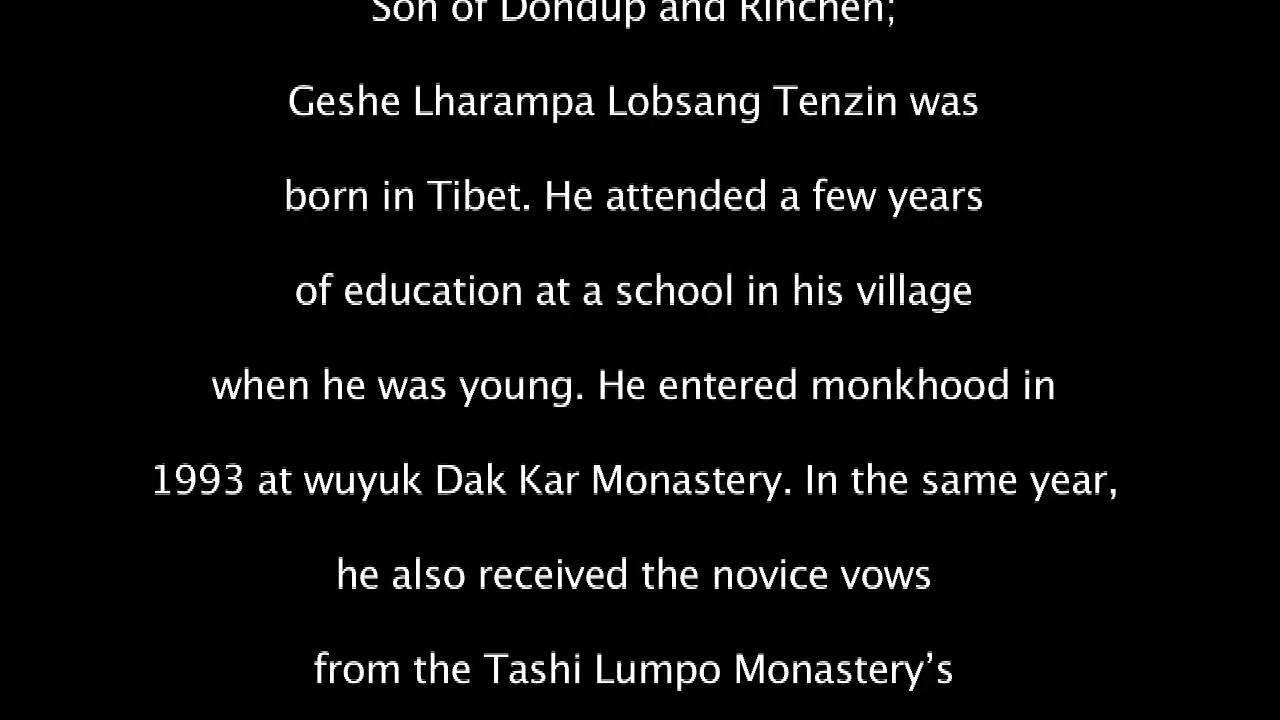 Son of Dondup and Rinchen;
Geshe Lharampa Lobsang Tenzin was
born in Tibet. He attended a few years
of education at a school in his village
when he was young. He entered monkhood in
1993 at wuyuk Dak Kar Monastery. In the same year,
he also received the novice vows
from the Tashi Lumpo Monastery’s